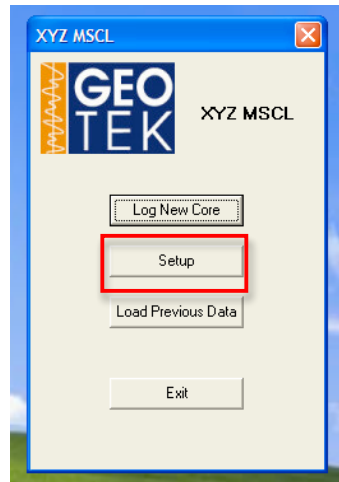 XYZ MSCL
GEO
TEK
XYZ MSCL
Log New Core
Setup
Load Previous Data
Exit